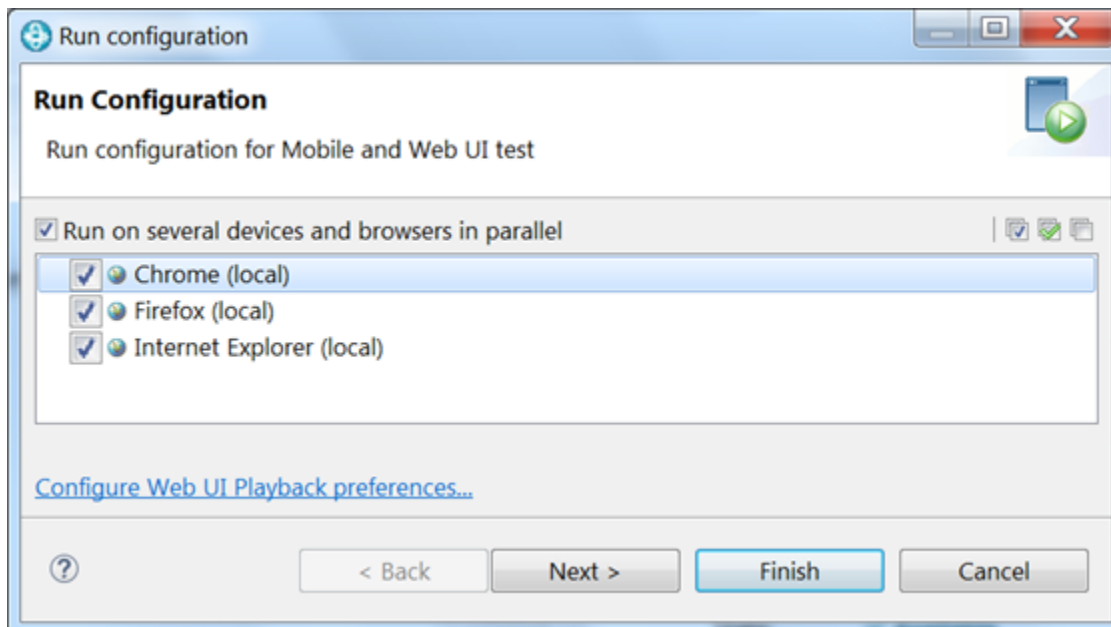 Run configuration
Run Configuration
Run configuration for Mobile and Web UI test
Run on several devices and browsers in parallel
Chrome (local)
Firefox (local)
Internet Explorer (local)
Configure Web UI Playback preferences...
? < Back Next > Finish Cancel